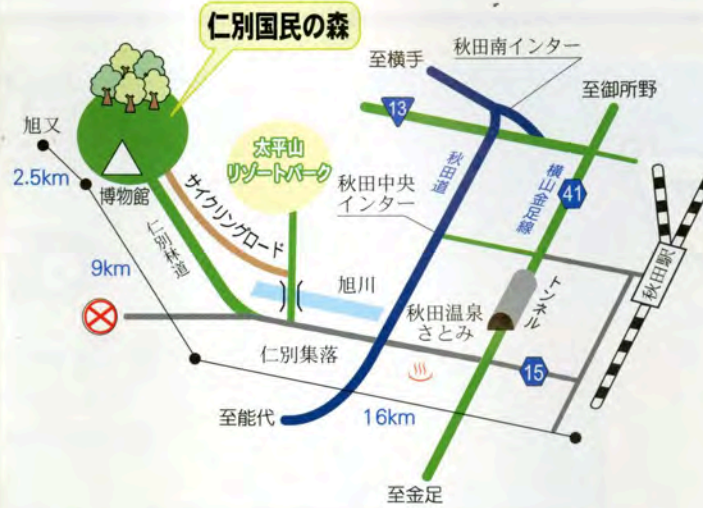 仁別国民の森
秋田南インター
至横手
至御所野
13
旭又
太平山
リゾートパーク
秋田道
横山金足線
2.5km
博物館
サイクリングロード
秋田中央
インター
41
仁別林道
秋田駅
9km
旭川
トンネル
秋田温泉
さとみ
仁別集落
15
至能代
16km
至金足